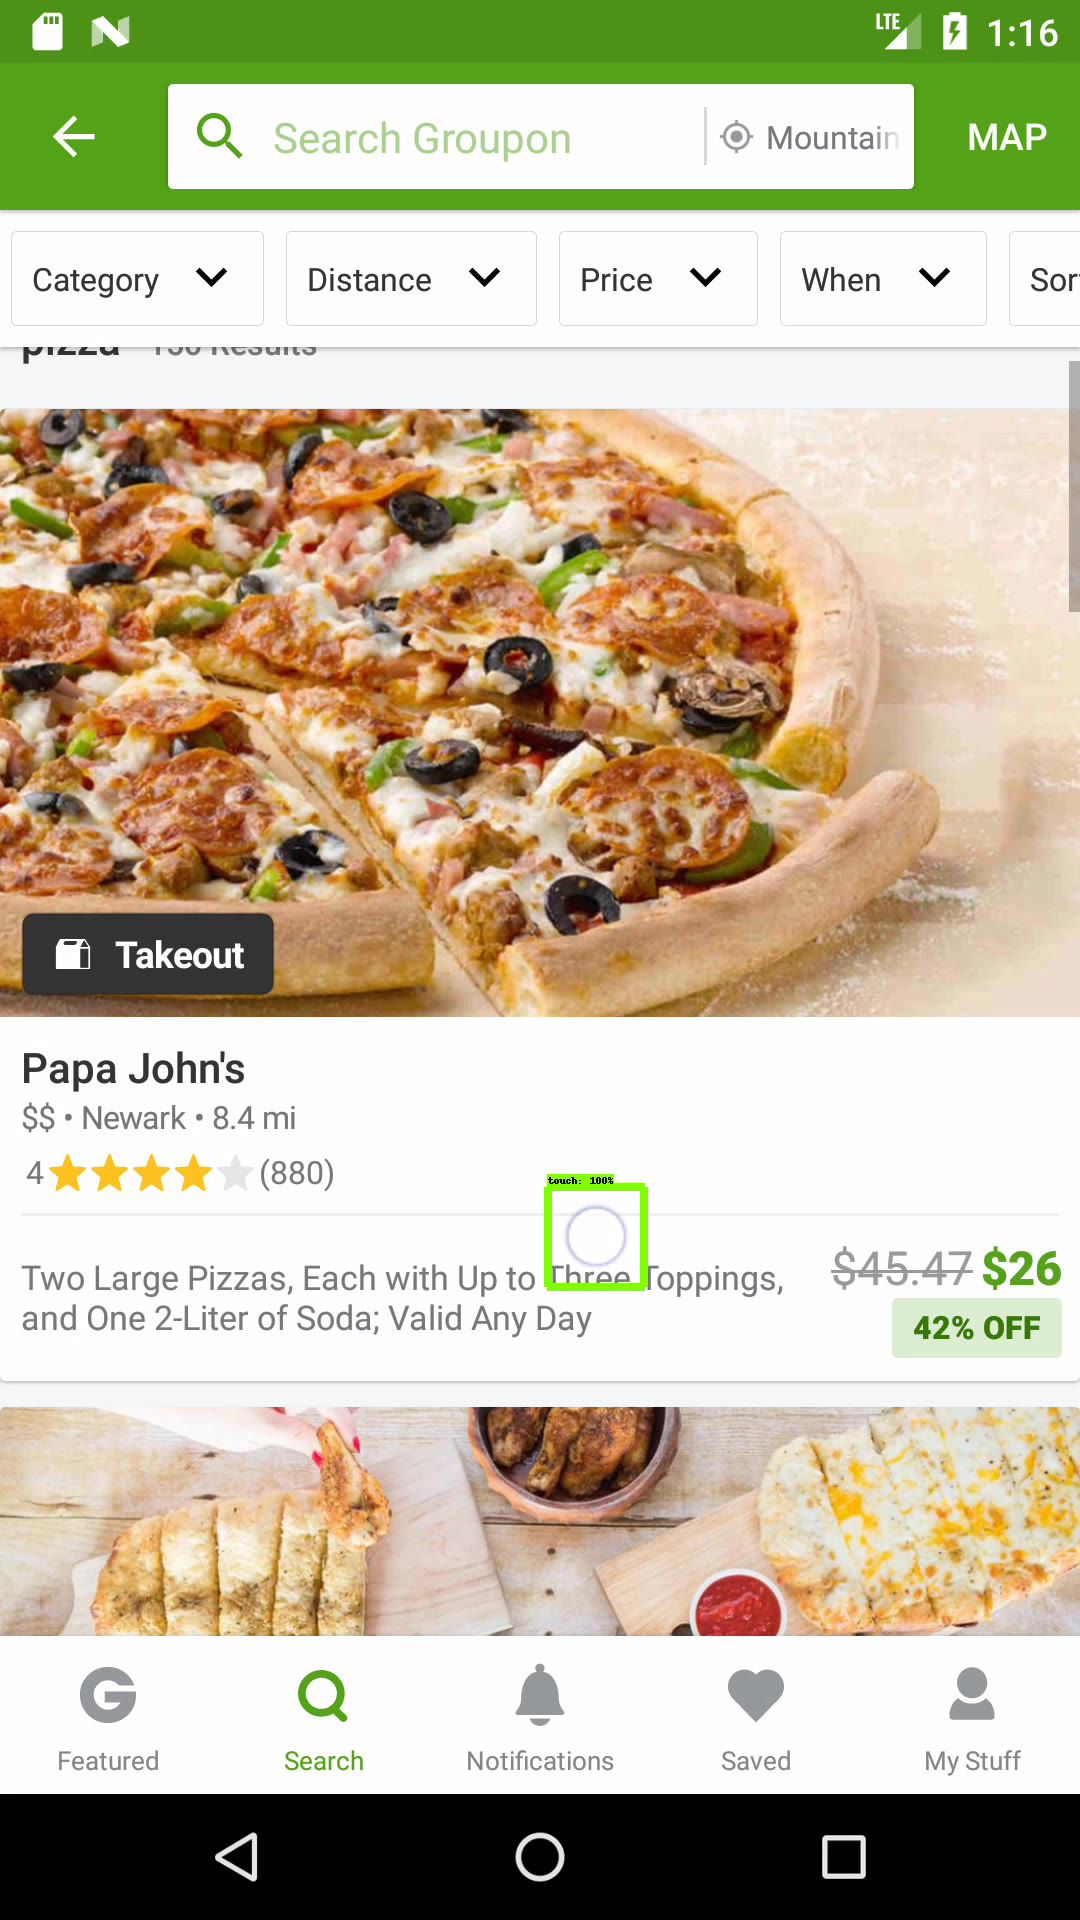 LTE 1:16
Search Groupon Mountain MAP
Category Distance Price When Sor
pizza 150 Results
Takeout
Papa John's
$$ • Newark • 8.4 mi
4 (880)
touch: 100%
Two Large Pizzas, Each with Up to Three Toppings,
and One 2-Liter of Soda; Valid Any Day
$45.47 $26
42% OFF
Featured Search Notifications Saved My Stuff